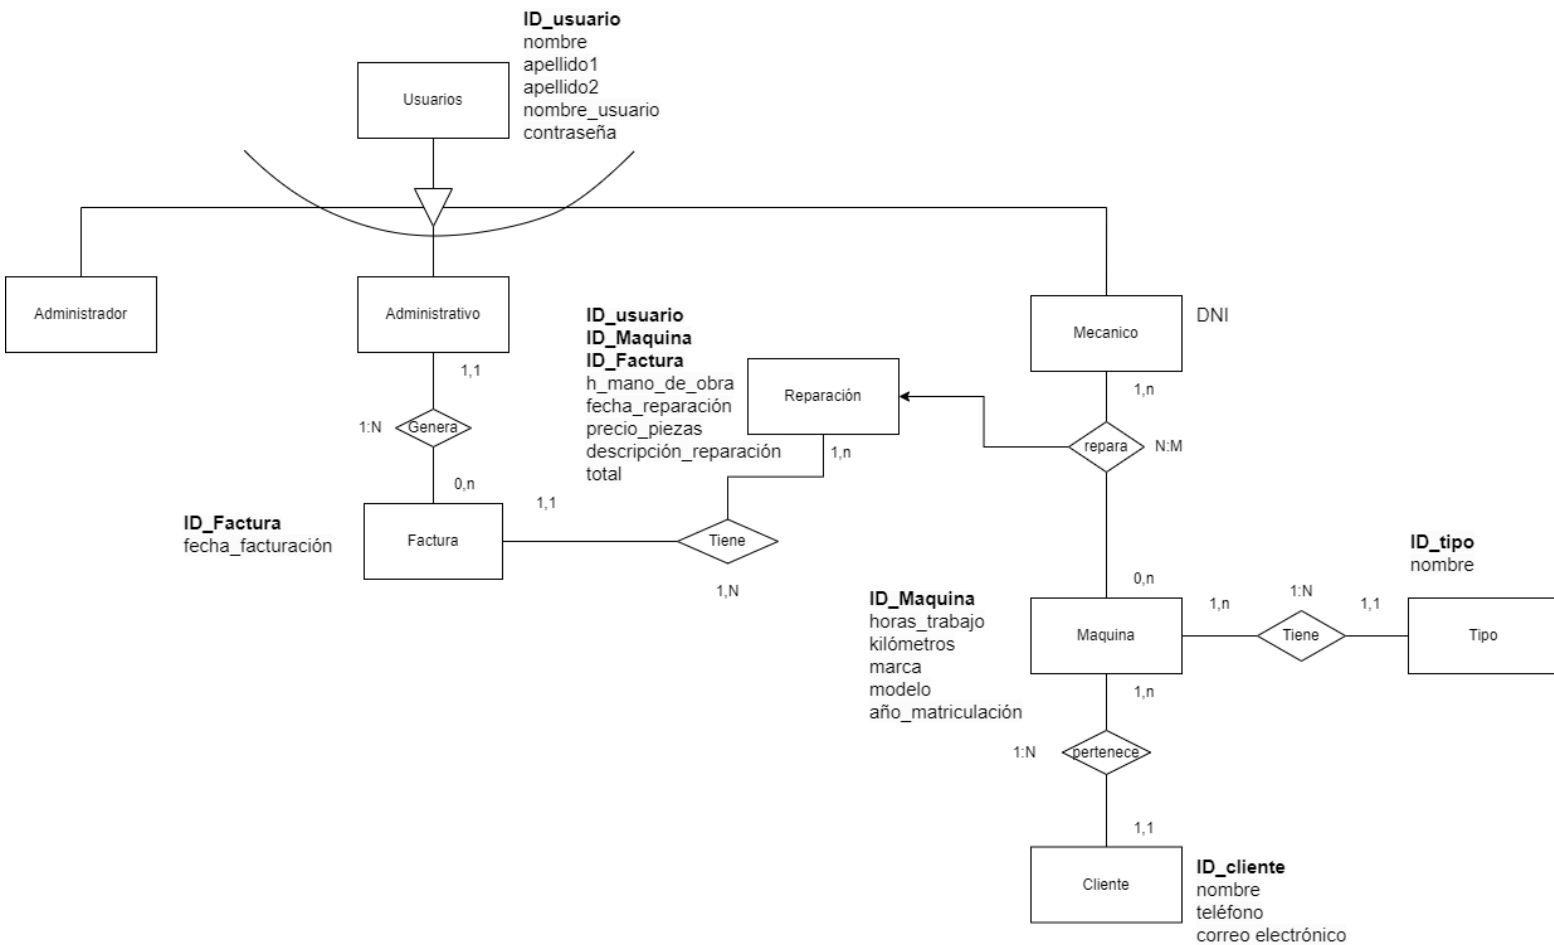 ID_usuario
nombre
apellido1
apellido2
nombre_usuario
contraseña
Usuarios
Administrador
Administrativo
Mecanico
DNI
ID_usuario
ID_Maquina
ID_Factura
h_mano_de_obra
fecha_reparación
precio_piezas
descripción_reparación
total
Reparación
1,1
1:N
Genera
0,n
1,n
repara
N:M
1,n
ID_Factura
fecha_facturación
Factura
1,1
Tiene
1,N
0,n
ID_Maquina
horas_trabajo
kilómetros
marca
modelo
año_matriculación
Maquina
1,n
1:N
Tiene
1,1
ID_tipo
nombre
Tipo
1,n
1:N
pertenece
1,1
Cliente
ID_cliente
nombre
teléfono
correo electrónico